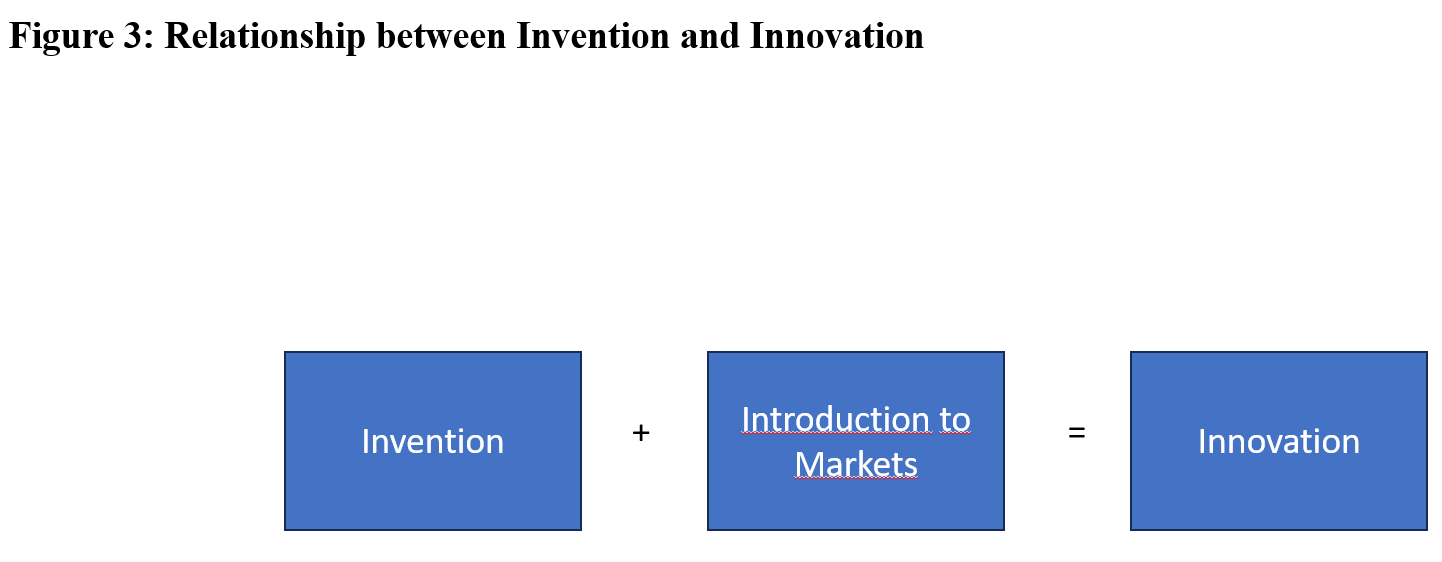 Figure 3: Relationship between Invention and Innovation
Invention
+
Introduction to
Markets
=
Innovation